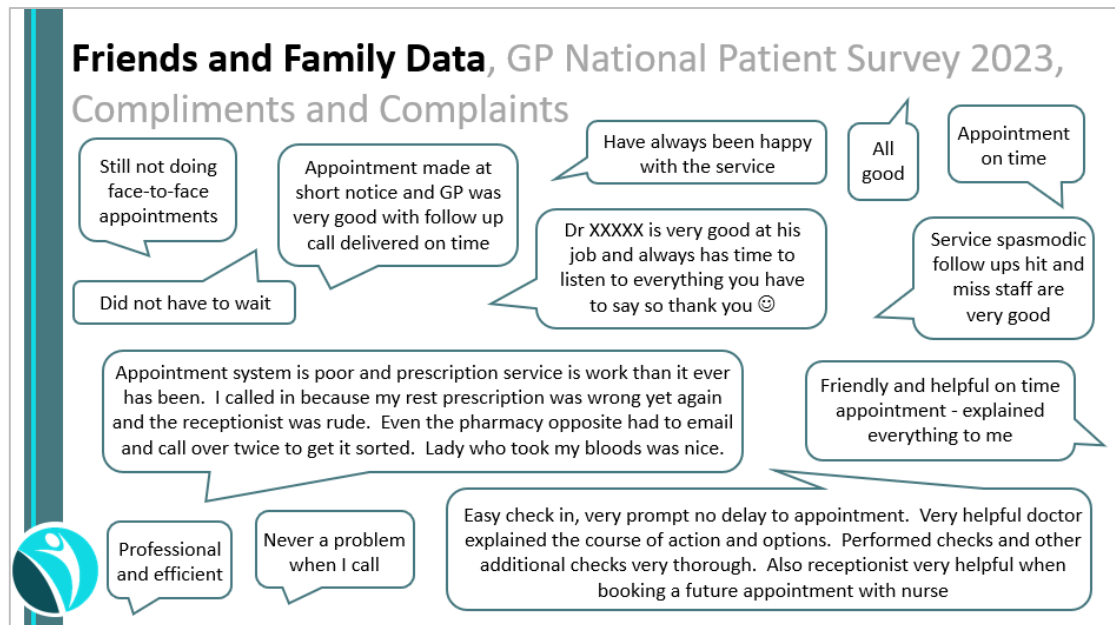 Friends and Family Data, GP National Patient Survey 2023,
Compliments and Complaints
Still not doing
face-to-face
appointments
Appointment made at
short notice and GP was
very good with follow up
call delivered on time
Have always been happy
with the service
All
good
Appointment
on time
Did not have to wait
Dr XXXXX is very good at his
job and always has time to
listen to everything you have
to say so thank you ☺
Service spasmodic
follow ups hit and
miss staff are
very good
Appointment system is poor and prescription service is work than it ever
has been.  I called in because my rest prescription was wrong yet again
and the receptionist was rude.  Even the pharmacy opposite had to email
and call over twice to get it sorted.  Lady who took my bloods was nice.
Friendly and helpful on time
appointment - explained
everything to me
Professional
and efficient
Never a problem
when I call
Easy check in, very prompt no delay to appointment.  Very helpful doctor
explained the course of action and options.  Performed checks and other
additional checks very thorough.  Also receptionist very helpful when
booking a future appointment with nurse